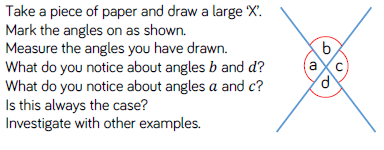 Take a piece of paper and draw a large ‘X’.
Mark the angles on as shown.
Measure the angles you have drawn.
What do you notice about angles b and d?
What do you notice about angles a and c?
Is this always the case?
Investigate with other examples.
b
a c
d